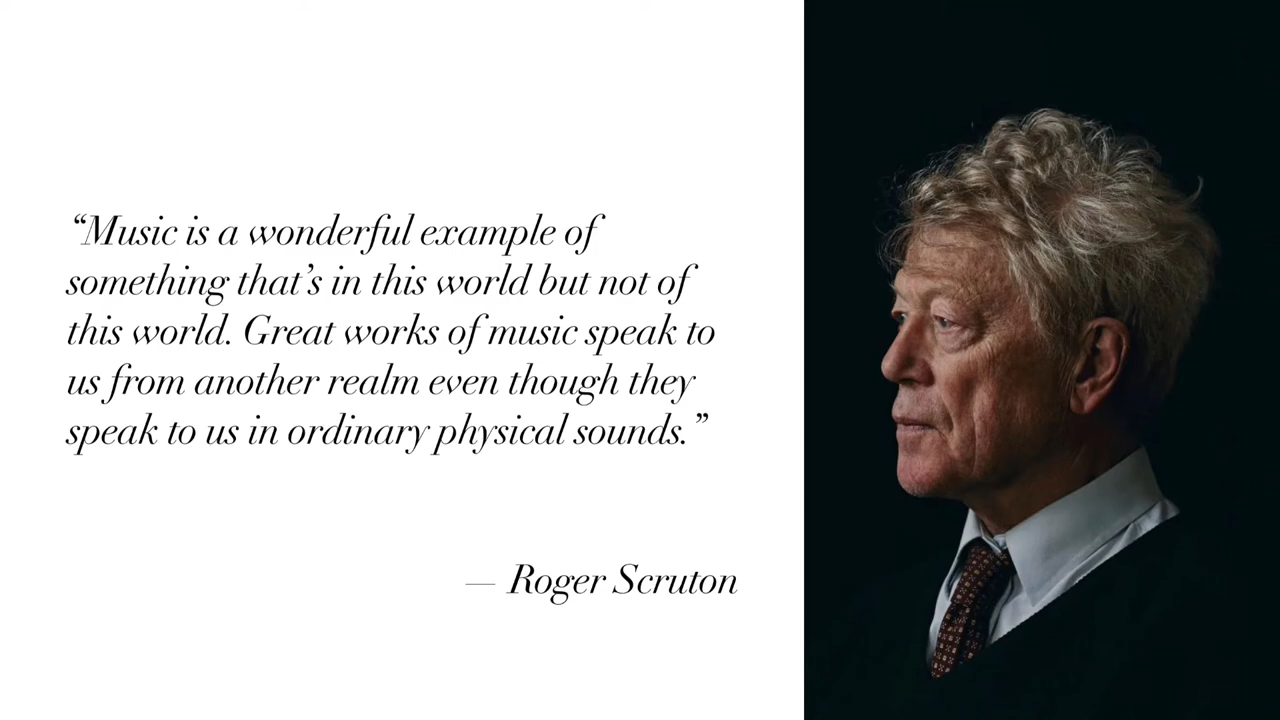 “Music is a wonderful example of
something that’s in this world but not of
this world. Great works of music speak to
us from another realm even though they
speak to us in ordinary physical sounds.”
— Roger Scruton